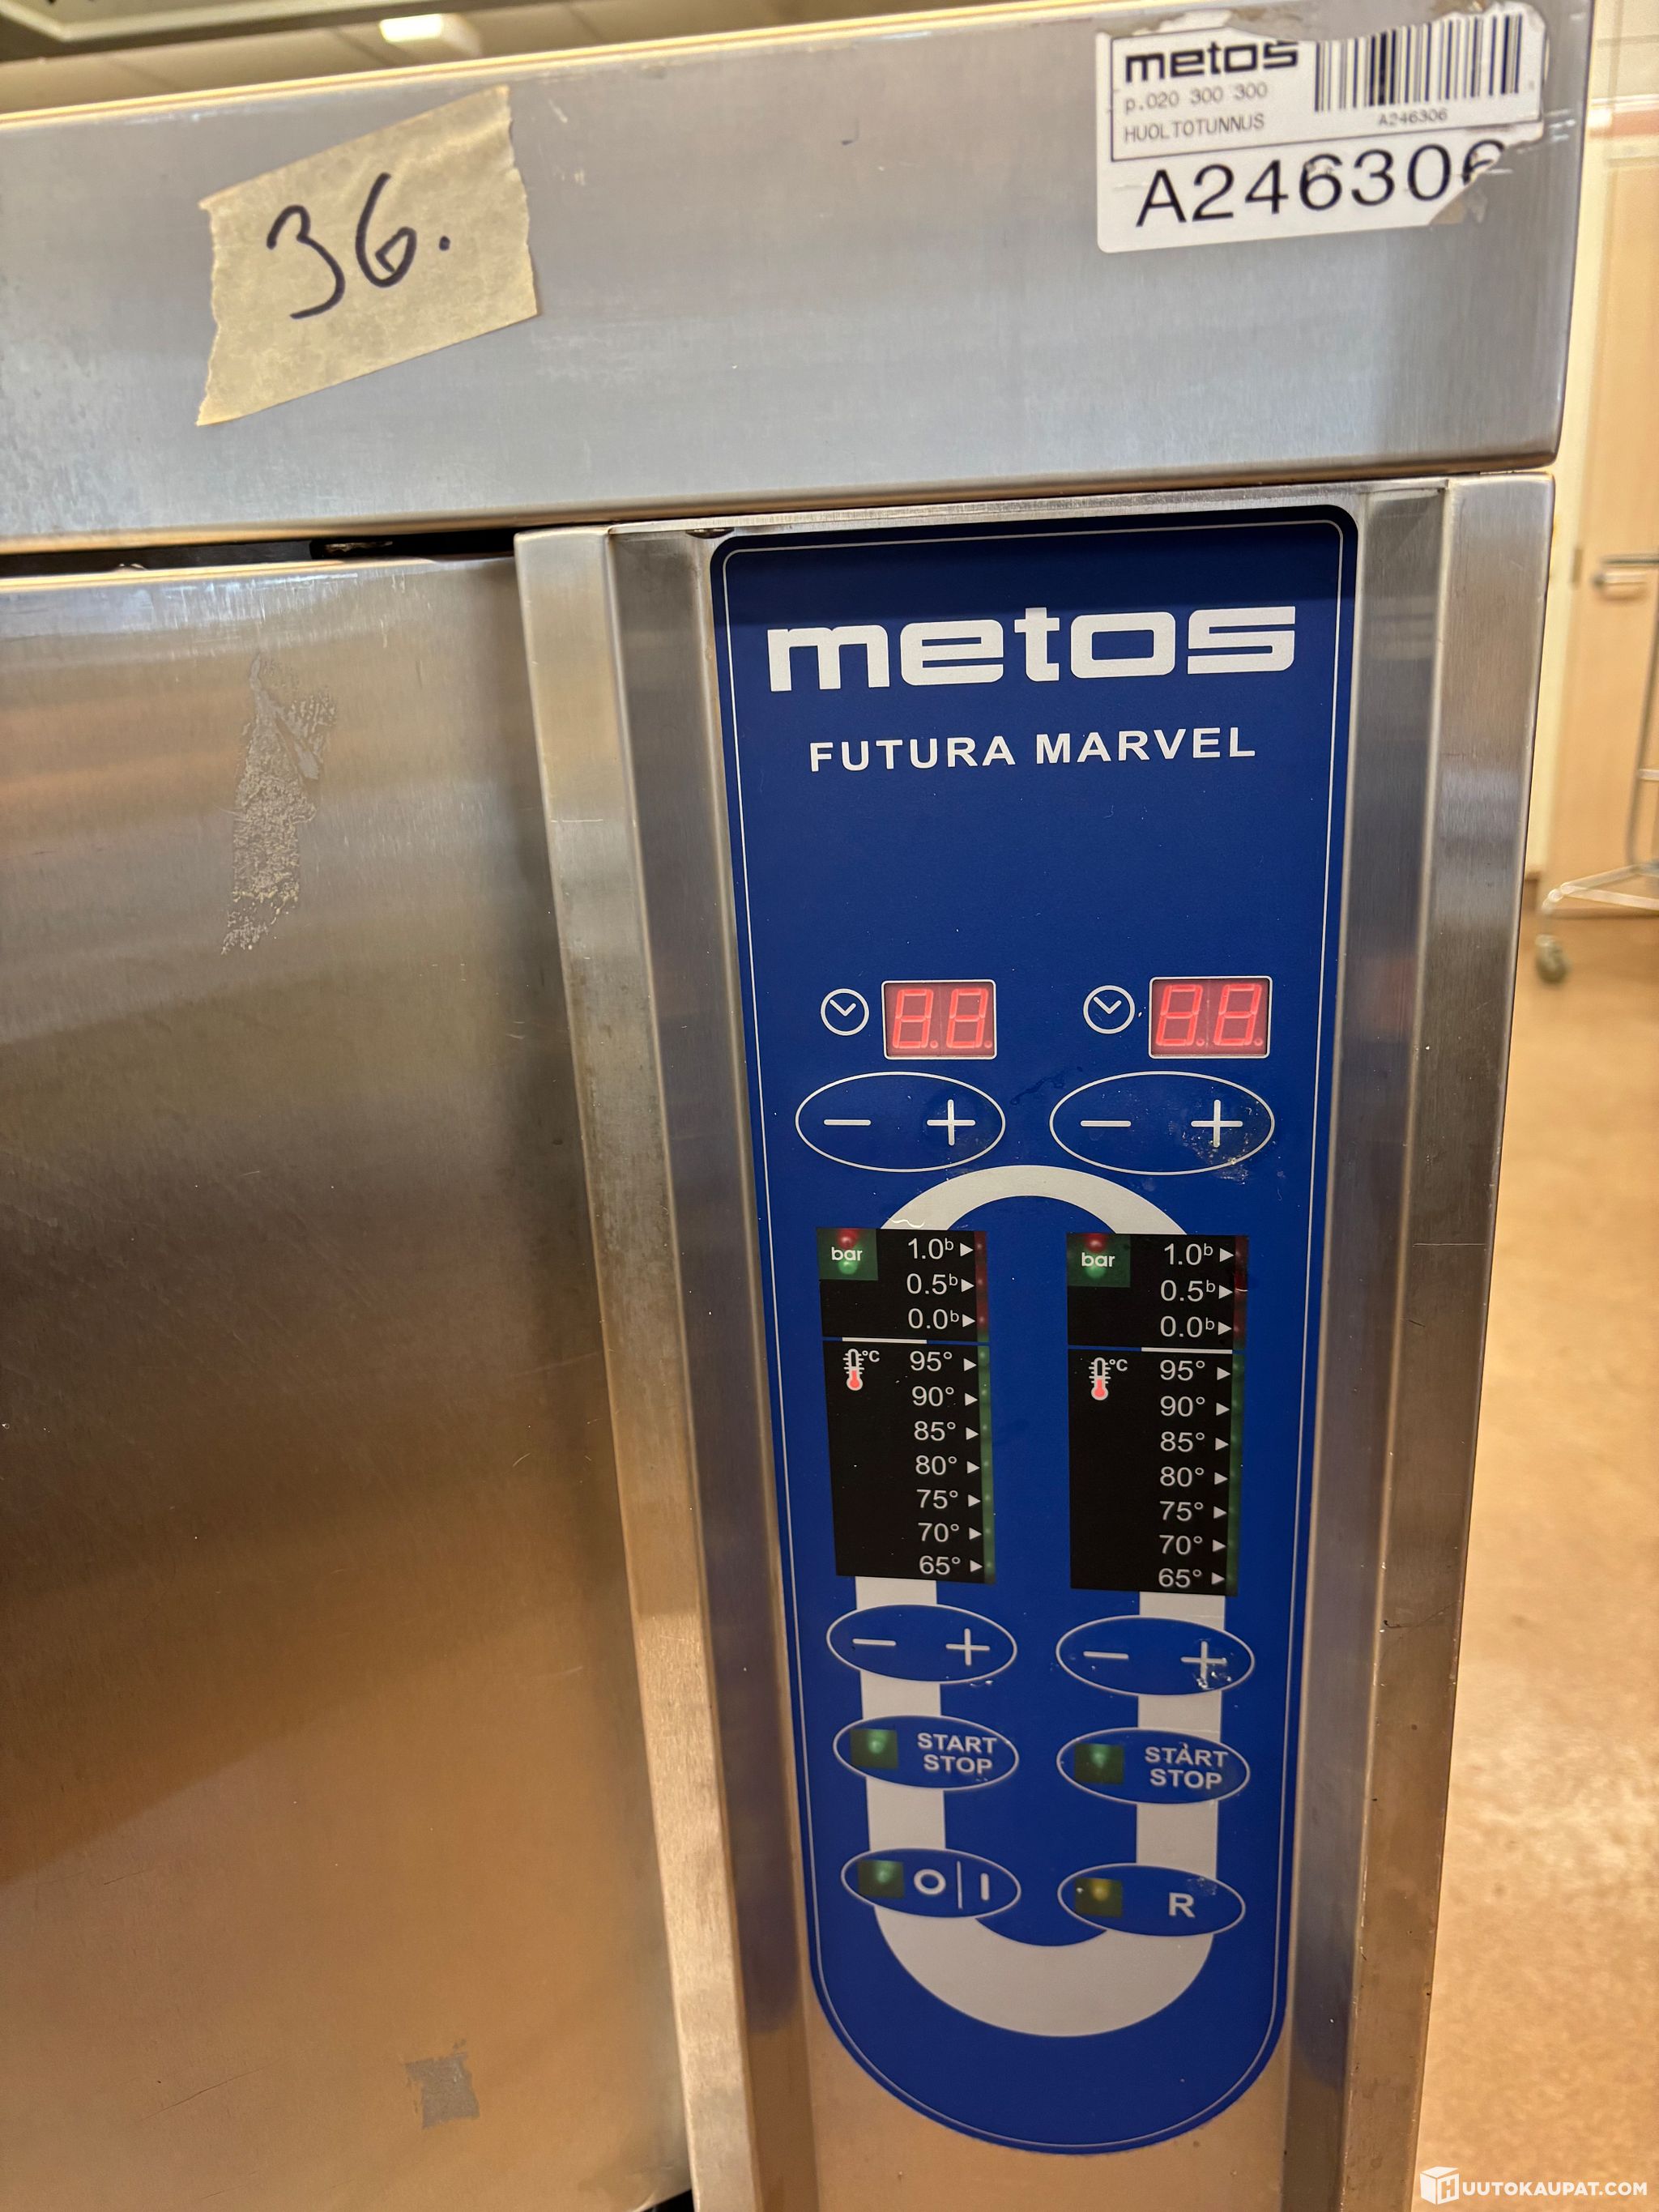 metos
p.020 300 300
HUOLTOTUNNUS
A246306
A246306
36.
metos
FUTURA MARVEL
8.8. 8.8.
− + − +
bar 1.0b bar 1.0b
0.5b 0.5b
0.0b 0.0b
°C 95° °C 95°
90° 90°
85° 85°
80° 80°
75° 75°
70° 70°
65° 65°
− + − +
START START
STOP STOP
O|I R
HUUTOKAUPAT.COM